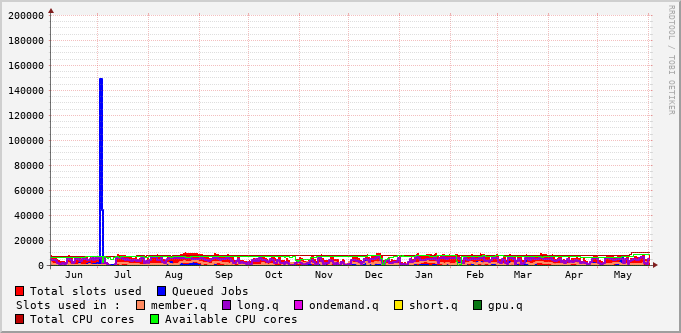 200000
180000
160000
140000
120000
100000
80000
60000
40000
20000
0
Jun Jul Aug Sep Oct Nov Dec Jan Feb Mar Apr May
Total slots used Queued Jobs
Slots used in : member.q long.q ondemand.q short.q gpu.q
Total CPU cores Available CPU cores
RRDTOOL / TOBI OETIKER